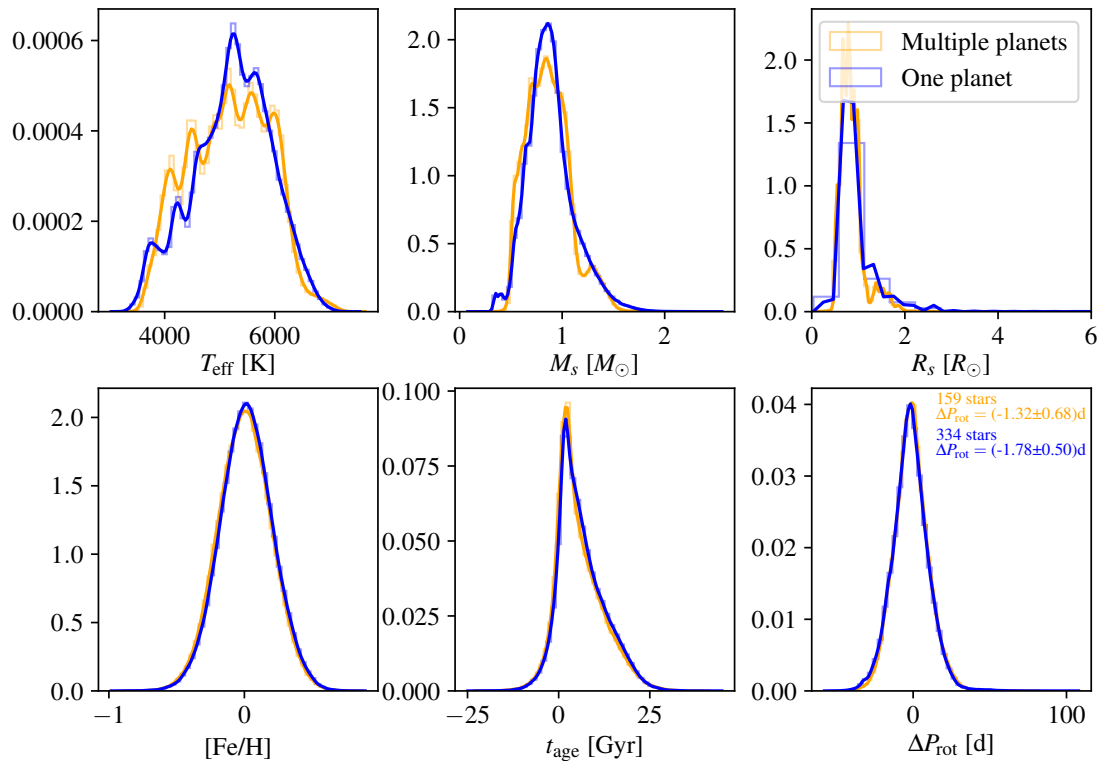 0.0006
0.0004
0.0002
0.0000
4000 6000
T_eff [K]
2.0
1.5
1.0
0.5
0.0
0 1 2
M_s [M_⊙]
2.0
1.5
1.0
0.5
0.0
0 2 4 6
R_s [R_⊙]
Multiple planets
One planet
2.0
1.5
1.0
0.5
0.0
−1 0
[Fe/H]
0.100
0.075
0.050
0.025
0.000
−25 0 25
t_age [Gyr]
0.04
0.03
0.02
0.01
0.00
0 100
ΔP_rot [d]
159 stars
ΔP_rot = (-1.32±0.68)d
334 stars
ΔP_rot = (-1.78±0.50)d